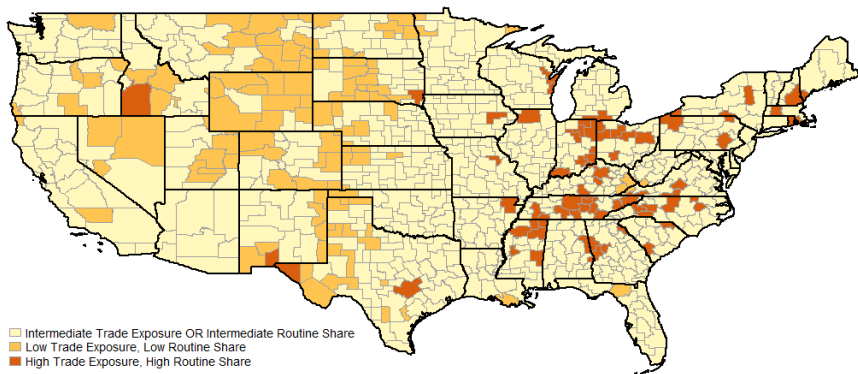 Intermediate Trade Exposure OR Intermediate Routine Share
Low Trade Exposure, Low Routine Share
High Trade Exposure, High Routine Share